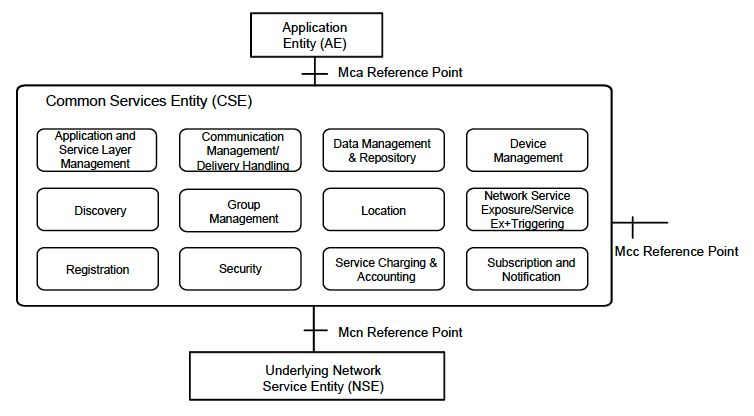 Application
Entity (AE)
Mca Reference Point
Common Services Entity (CSE)
Application and
Service Layer
Management
Communication
Management/
Delivery Handling
Data Management
& Repository
Device
Management
Discovery
Group
Management
Location
Network Service
Exposure/Service
Ex+Triggering
Registration
Security
Service Charging &
Accounting
Subscription and
Notification
Mcc Reference Point
Mcn Reference Point
Underlying Network
Service Entity (NSE)